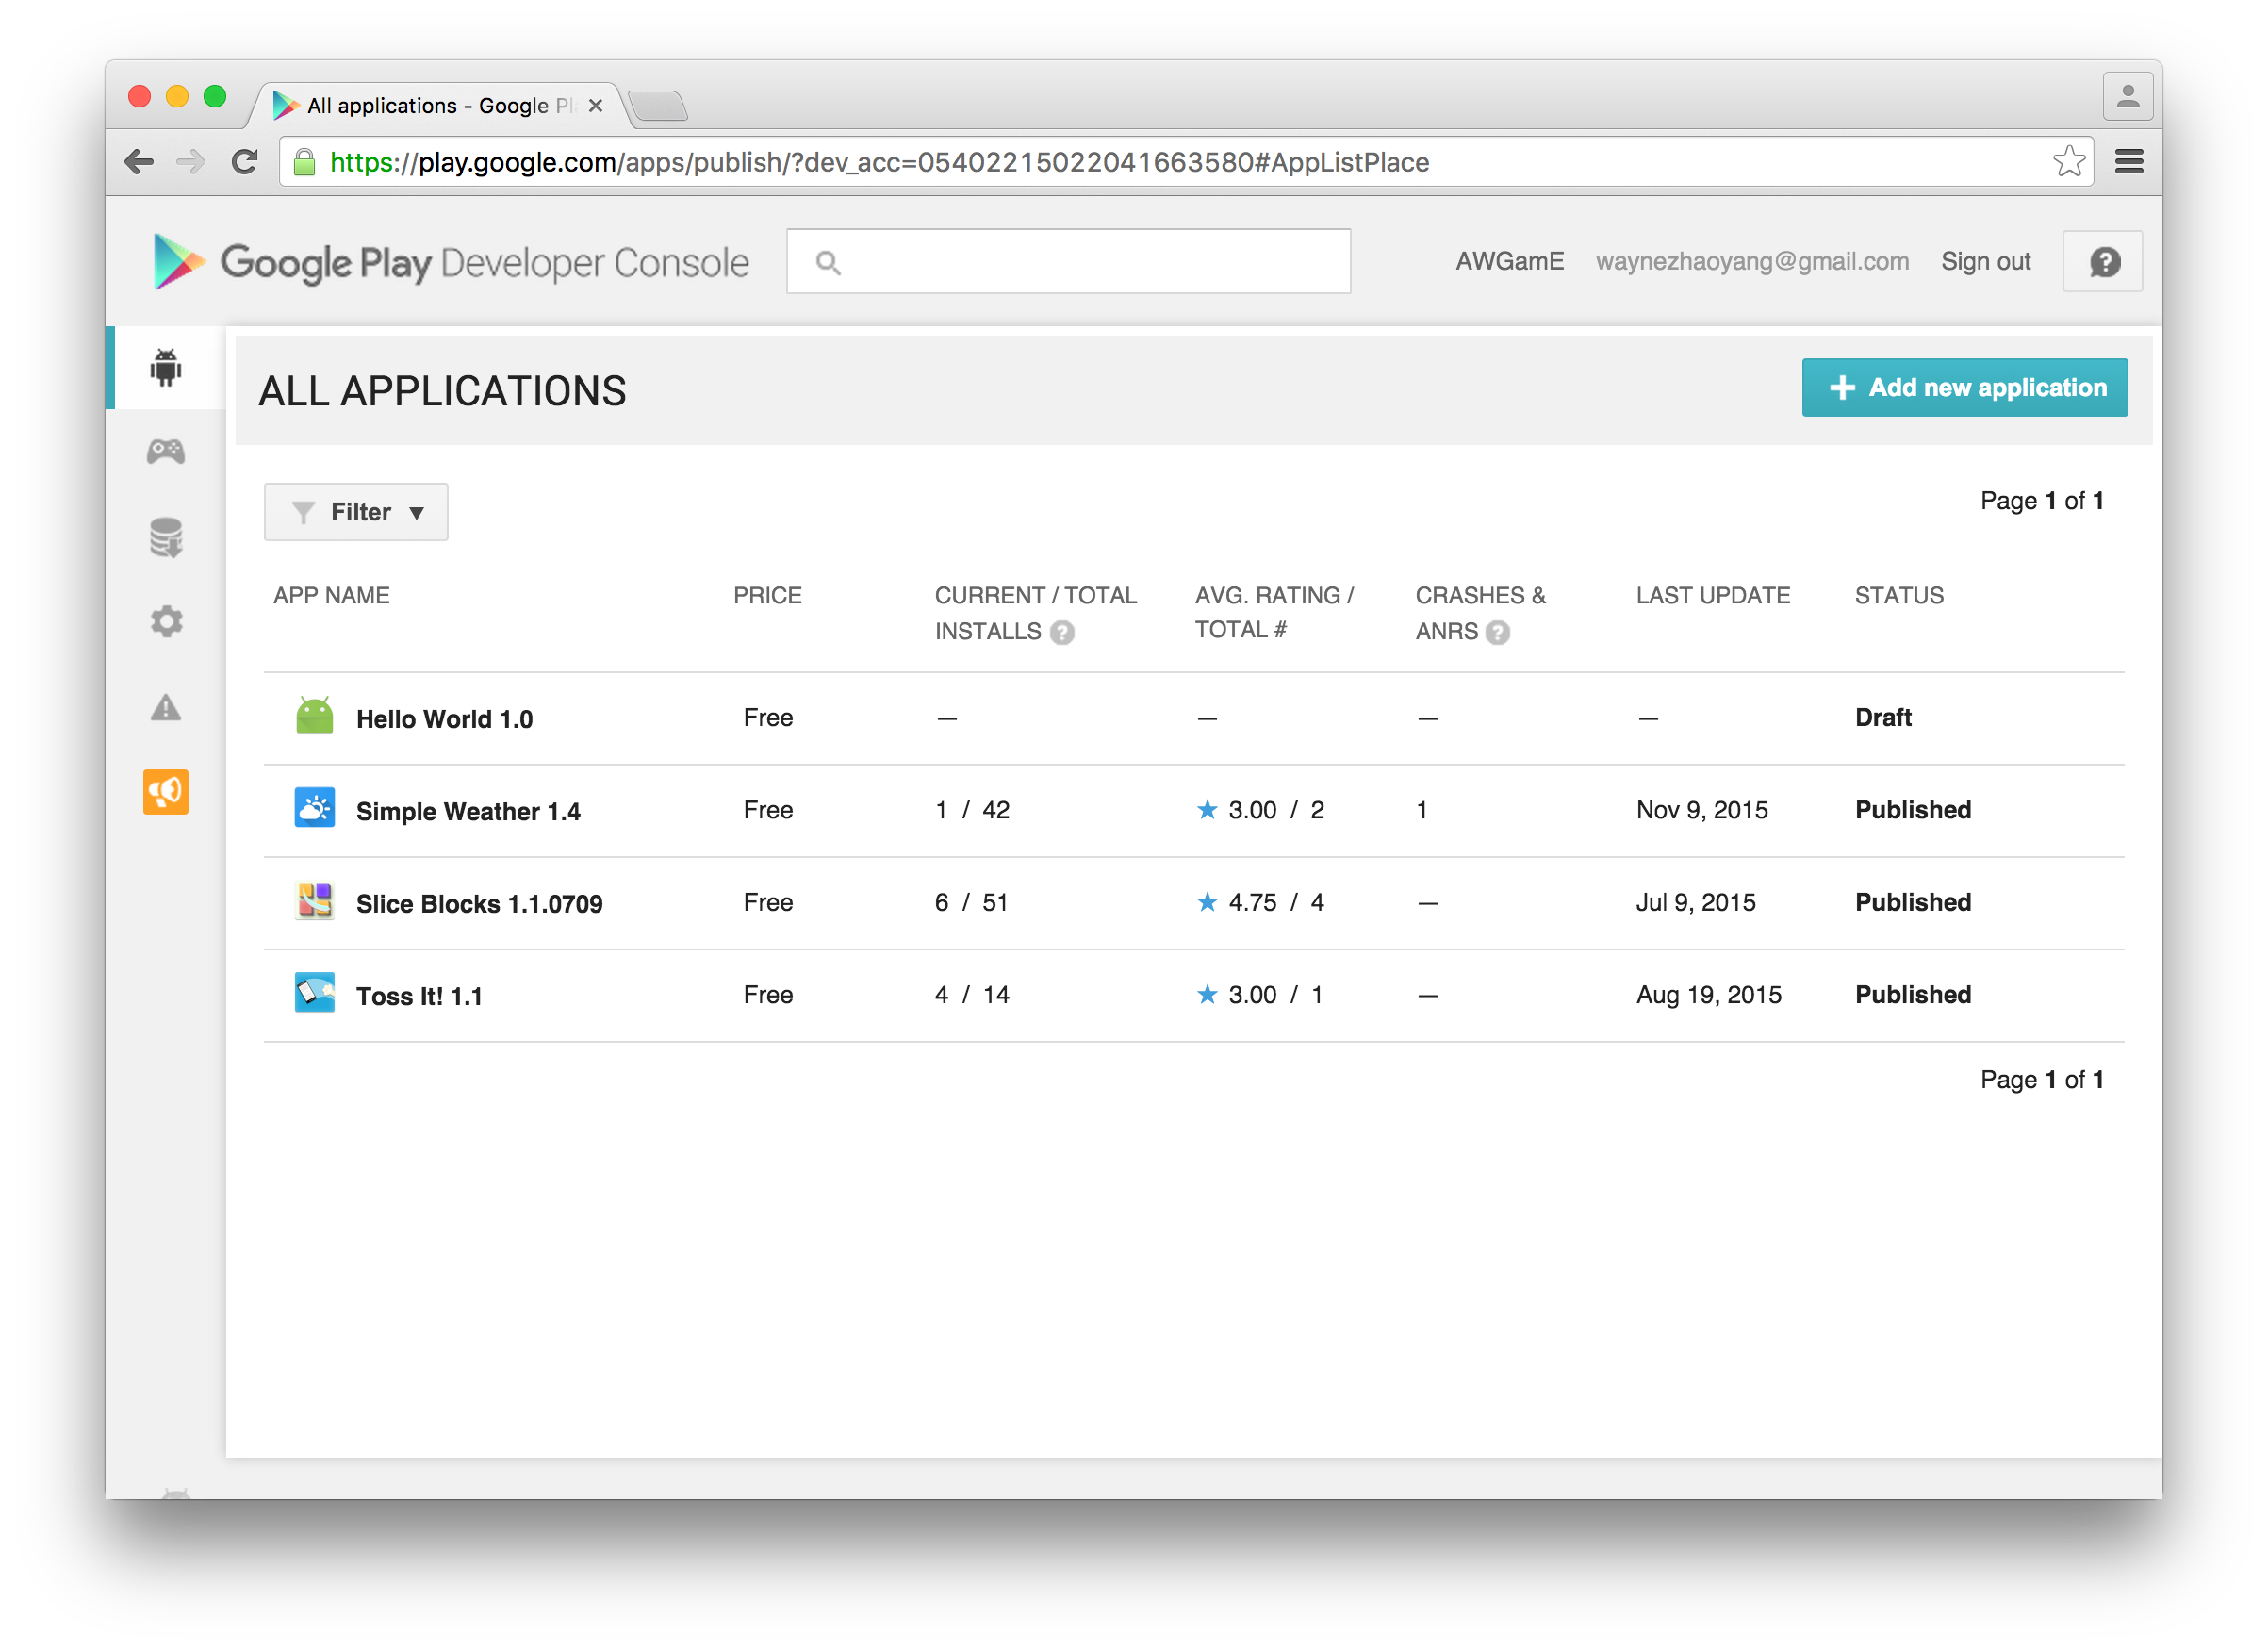 All applications - Google Pl
https://play.google.com/apps/publish/?dev_acc=05402215022041663580#AppListPlace
Google Play Developer Console
AWGamE waynezhaoyang@gmail.com Sign out
ALL APPLICATIONS
Add new application
Filter
Page 1 of 1
APP NAME PRICE CURRENT / TOTAL INSTALLS AVG. RATING / TOTAL # CRASHES & ANRS LAST UPDATE STATUS
Hello World 1.0 Free — — — — Draft
Simple Weather 1.4 Free 1 / 42 ★ 3.00 / 2 1 Nov 9, 2015 Published
Slice Blocks 1.1.0709 Free 6 / 51 ★ 4.75 / 4 — Jul 9, 2015 Published
Toss It! 1.1 Free 4 / 14 ★ 3.00 / 1 — Aug 19, 2015 Published
Page 1 of 1